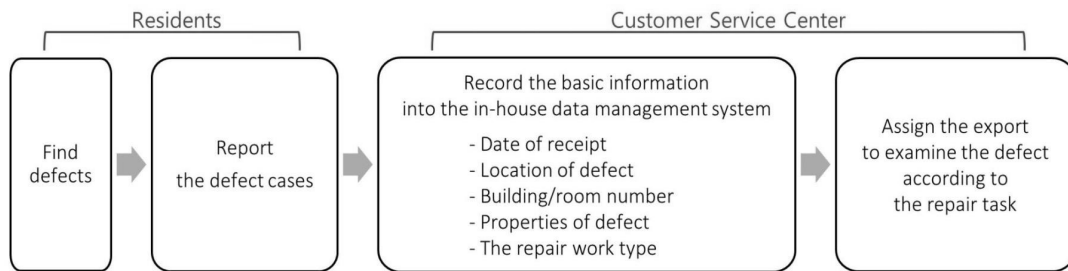 Residents
Customer Service Center
Find
defects
Report
the defect cases
Record the basic information
into the in-house data management system
- Date of receipt
- Location of defect
- Building/room number
- Properties of defect
- The repair work type
Assign the export
to examine the defect
according to
the repair task